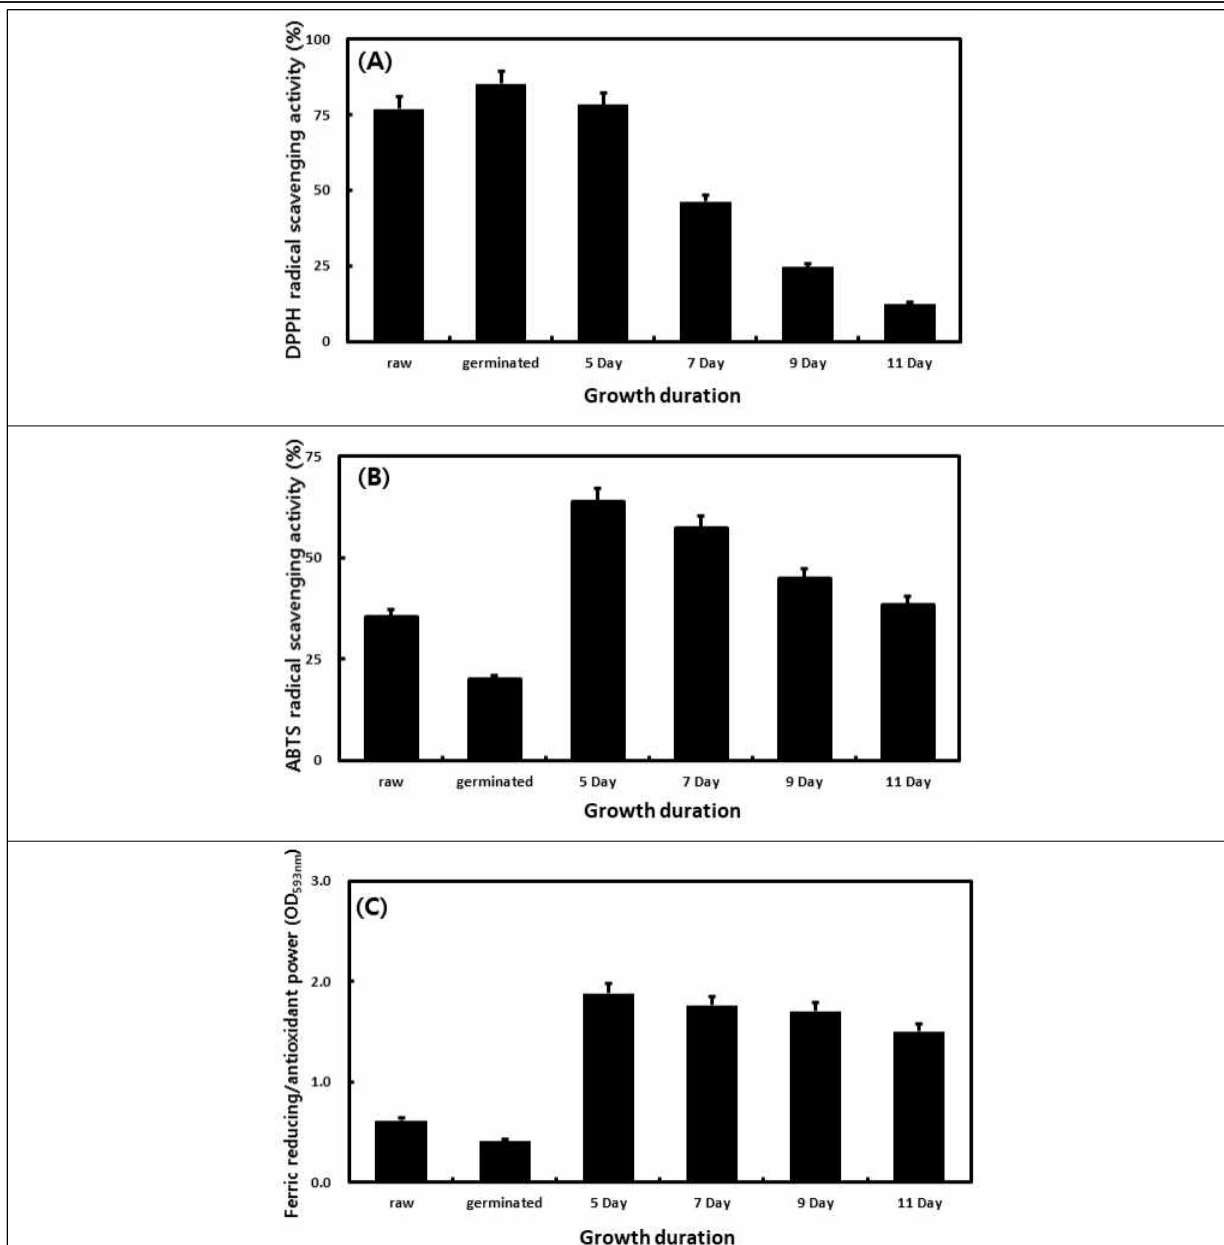 DPPH radical scavenging activity (%)
(A)
100
75
50
25
0
raw germinated 5 Day 7 Day 9 Day 11 Day
Growth duration
ABTS radical scavenging activity (%)
(B)
75
50
25
0
raw germinated 5 Day 7 Day 9 Day 11 Day
Growth duration
Ferric reducing/antioxidant power (OD593nm)
(C)
3.0
2.0
1.0
0.0
raw germinated 5 Day 7 Day 9 Day 11 Day
Growth duration